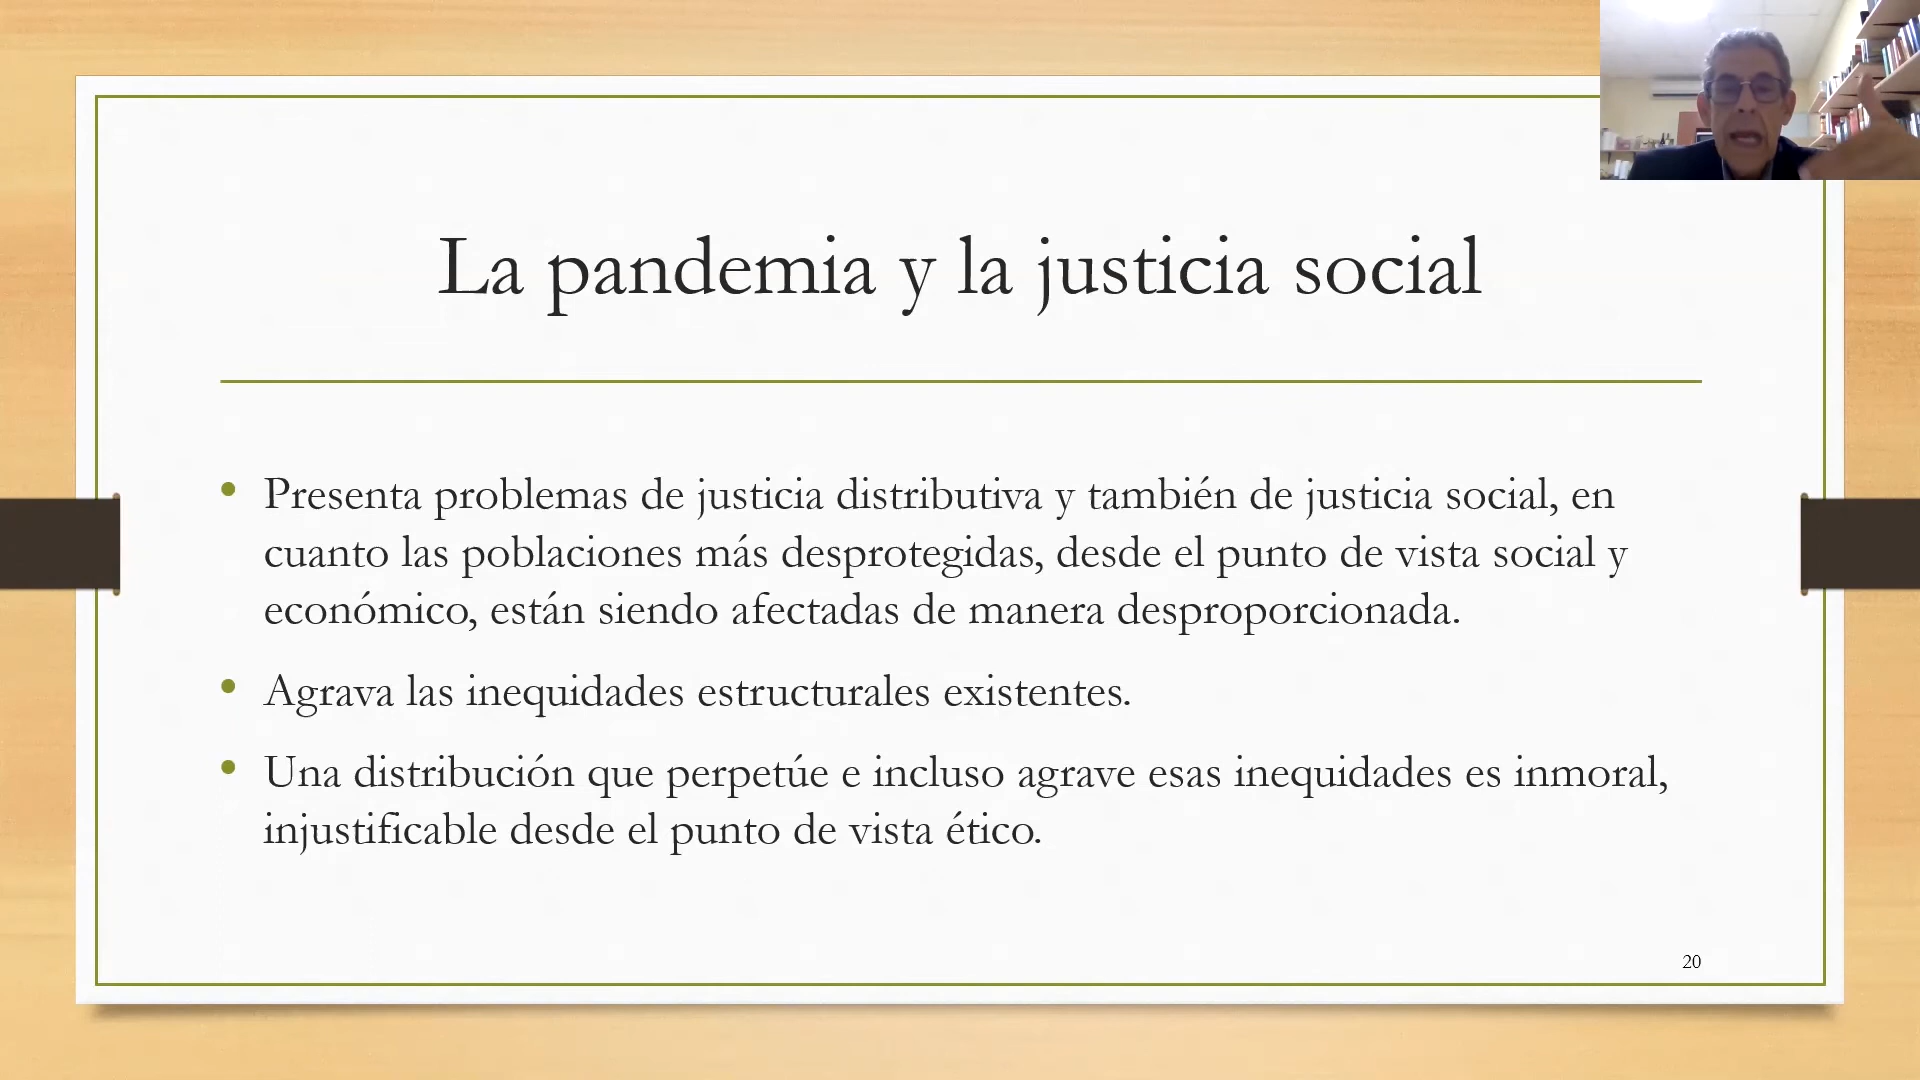 La pandemia y la justicia social
• Presenta problemas de justicia distributiva y también de justicia social, en
cuanto las poblaciones más desprotegidas, desde el punto de vista social y
económico, están siendo afectadas de manera desproporcionada.
• Agrava las inequidades estructurales existentes.
• Una distribución que perpetúe e incluso agrave esas inequidades es inmoral,
injustificable desde el punto de vista ético.
20